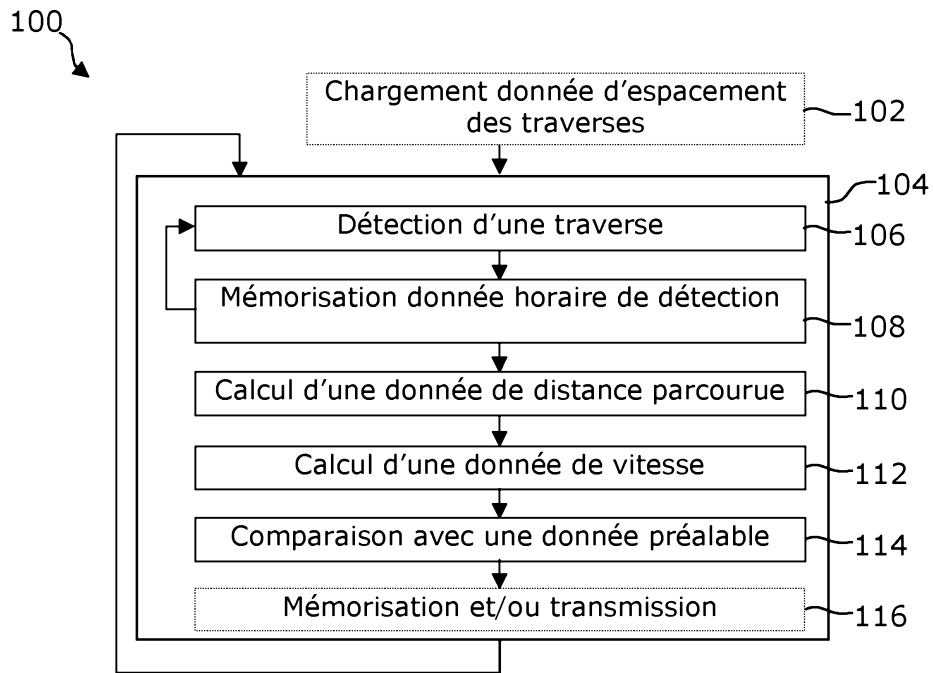 100
Chargement donnée d'espacement
des traverses
102
104
Détection d'une traverse
106
Mémorisation donnée horaire de détection
108
Calcul d'une donnée de distance parcourue
110
Calcul d'une donnée de vitesse
112
Comparaison avec une donnée préalable
114
Mémorisation et/ou transmission
116